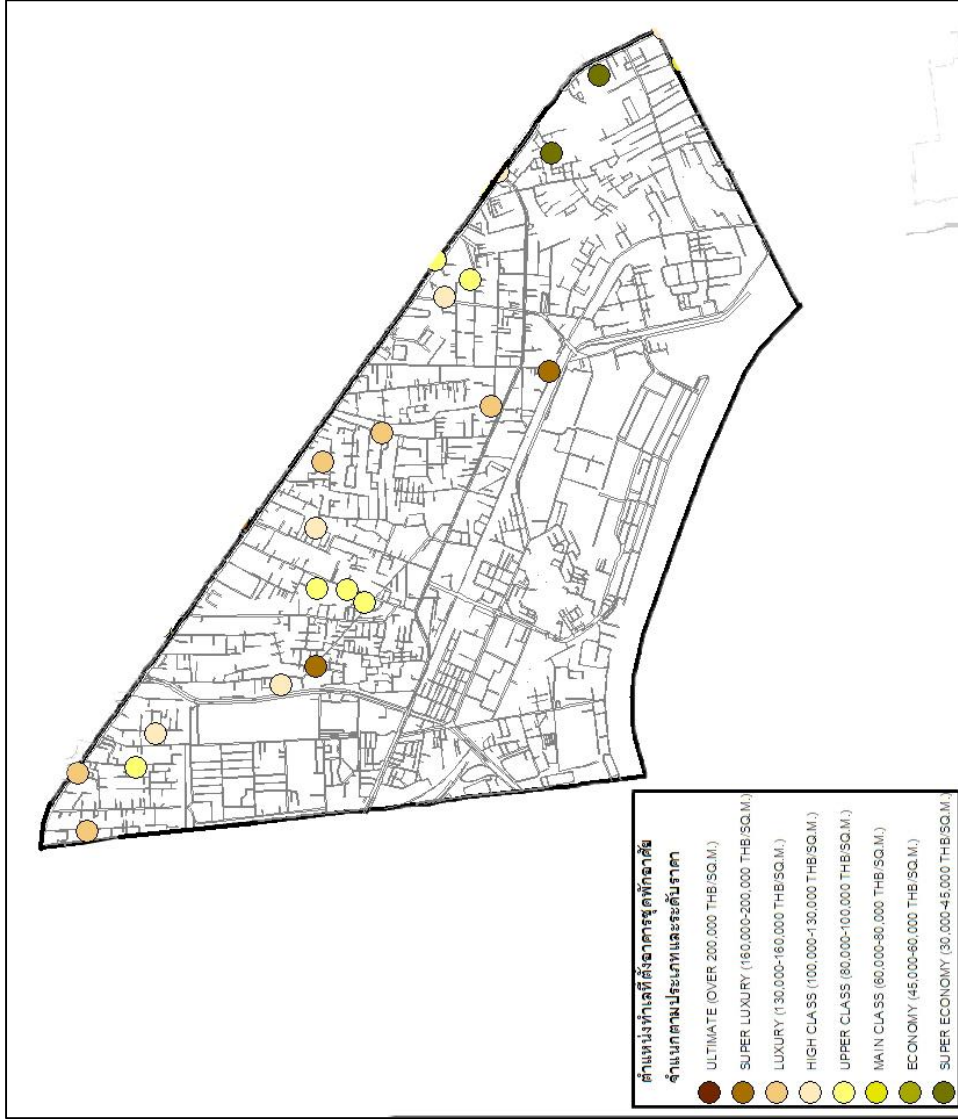 ตำแหน่งทำเลที่ตั้งอาคารชุดพักอาศัย
จำแนกตามประเภทและระดับราคา
ULTIMATE (OVER 200,000 THB/SQ.M.)
SUPER LUXURY (160,000-200,000 THB/SQ.M.)
LUXURY (130,000-160,000 THB/SQ.M.)
HIGH CLASS (100,000-130,000 THB/SQ.M.)
UPPER CLASS (80,000-100,000 THB/SQ.M.)
MAIN CLASS (60,000-80,000 THB/SQ.M.)
ECONOMY (45,000-60,000 THB/SQ.M.)
SUPER ECONOMY (30,000-45,000 THB/SQ.M.)